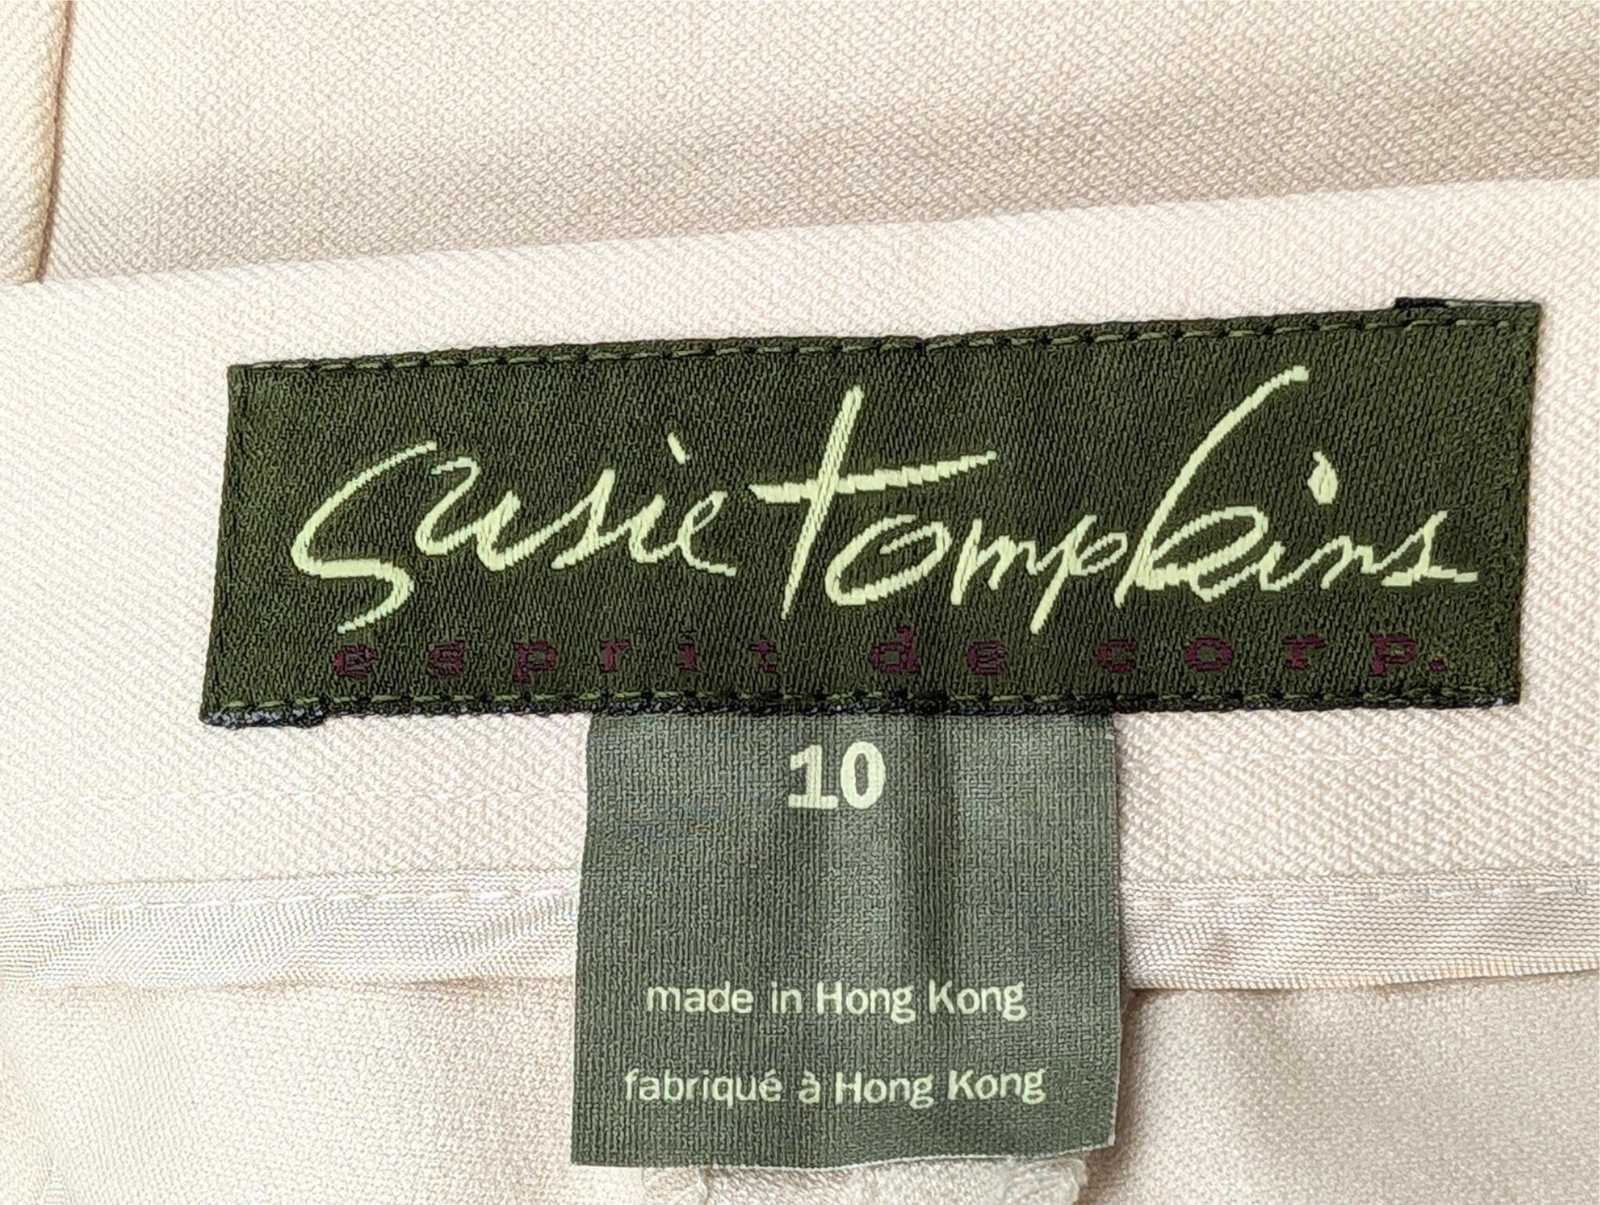 susie tompkins
esprit de corp.
10
made in Hong Kong
fabriqué à Hong Kong